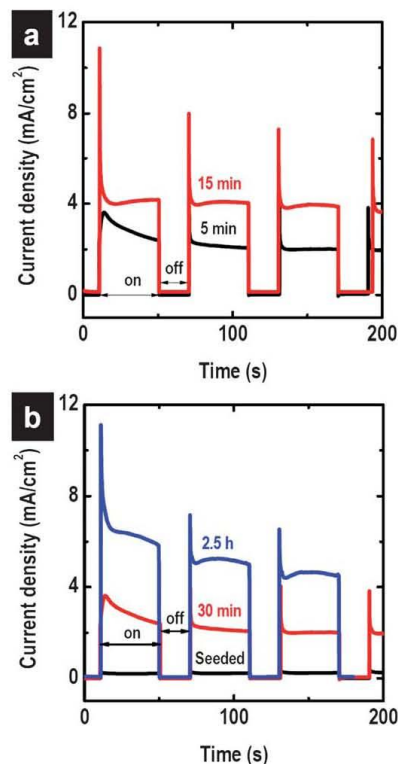 a
Current density (mA/cm²)
12
8
4
0
15 min
5 min
off
on
0
100
200
Time (s)
b
Current density (mA/cm²)
12
8
4
0
2.5 h
30 min
off
on
Seeded
0
100
200
Time (s)